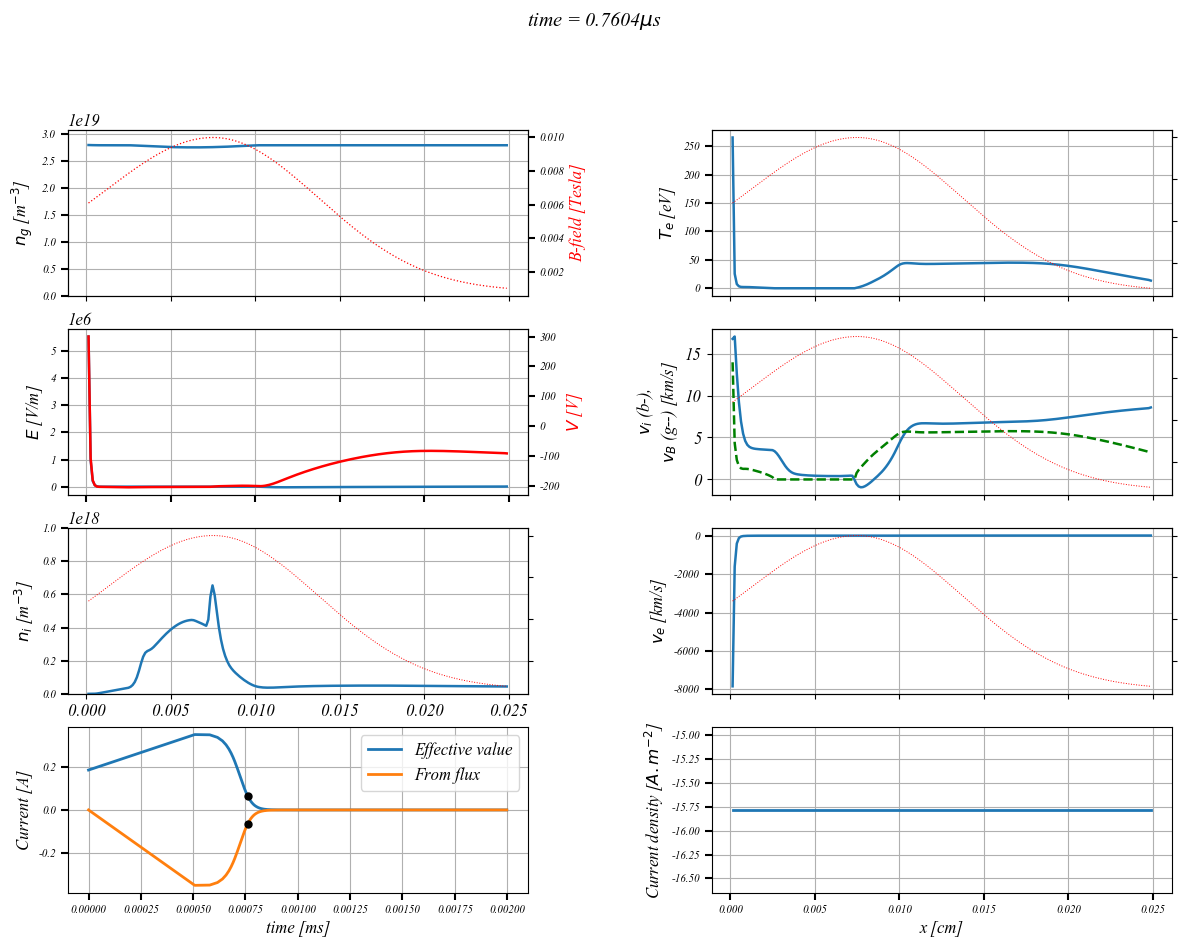 time = 0.7604μs
1e19
3.0
2.5
2.0
1.5
1.0
0.5
0.0
n_g [m^-3]
0.010
0.008
0.006
0.004
0.002
B-field [Tesla]
250
200
150
100
50
0
T_e [eV]
1e6
5
4
3
2
1
0
E [V/m]
300
200
100
0
-100
-200
V [V]
15
10
5
0
v_i (b-),
v_B (g--) [km/s]
1e18
1.0
0.8
0.6
0.4
0.2
0.0
n_i [m^-3]
0.000 0.005 0.010 0.015 0.020 0.025
0
-2000
-4000
-6000
-8000
v_e [km/s]
0.2
0.0
-0.2
Current [A]
Effective value
From flux
0.00000 0.00025 0.00050 0.00075 0.00100 0.00125 0.00150 0.00175 0.00200
time [ms]
-15.00
-15.25
-15.50
-15.75
-16.00
-16.25
-16.50
Current density [A.m^-2]
0.000 0.005 0.010 0.015 0.020 0.025
x [cm]